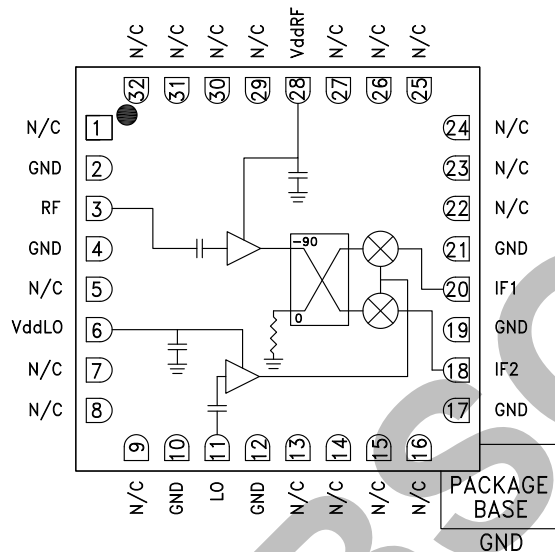 N/C N/C N/C N/C VddRF N/C N/C N/C
32 31 30 29 28 27 26 25
N/C 1
GND 2
RF 3
GND 4
N/C 5
VddLO 6
N/C 7
N/C 8
24 N/C
23 N/C
22 N/C
21 GND
20 IF1
19 GND
18 IF2
17 GND
-90
0
9 10 11 12 13 14 15 16
N/C GND LO GND N/C N/C N/C N/C
PACKAGE
BASE
GND